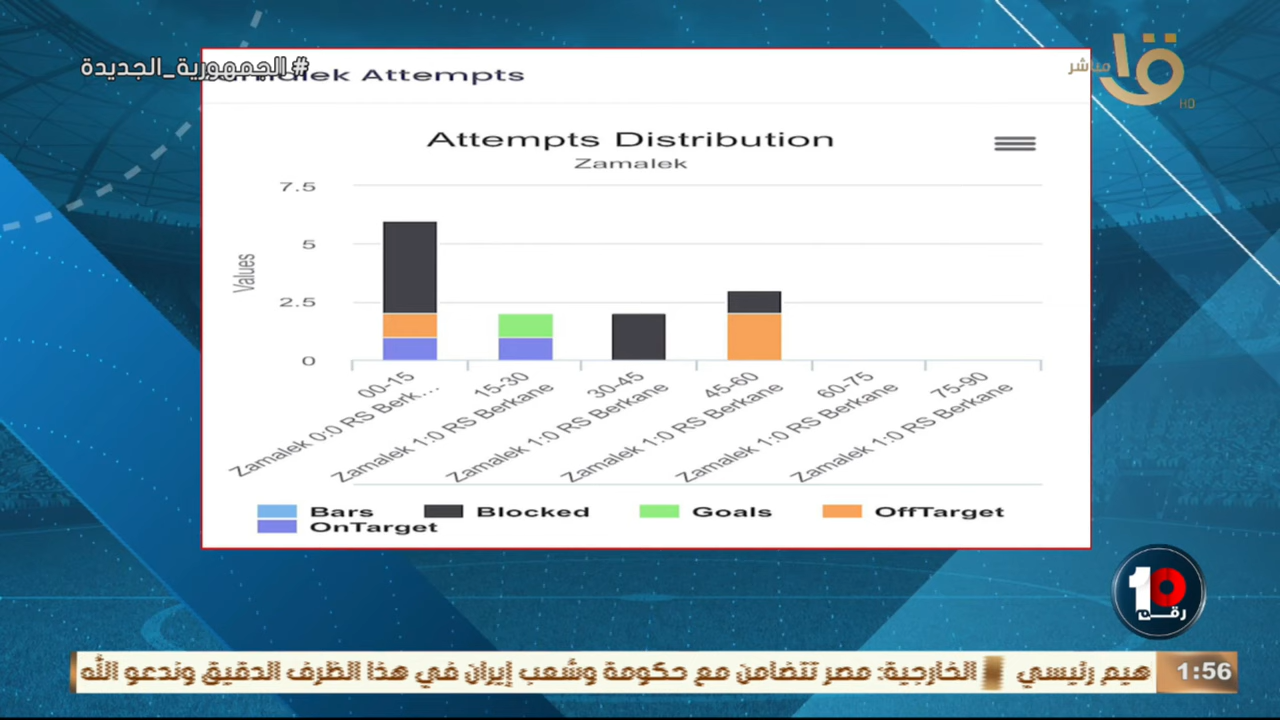 #الجمهورية_الجديدة
مباشر
HD
Attempts
Attempts Distribution
Zamalek
7.5
5
2.5
0
Values
00-15
Zamalek 0:0 RS Berk...
15-30
Zamalek 1:0 RS Berkane
30-45
Zamalek 1:0 RS Berkane
45-60
Zamalek 1:0 RS Berkane
60-75
Zamalek 1:0 RS Berkane
75-90
Zamalek 1:0 RS Berkane
Bars Blocked Goals OffTarget
OnTarget
رقم 10
1:56 هيم رئيسي الخارجية: مصر تتضامن مع حكومة وشعب إيران في هذا الظرف الدقيق وندعو الله